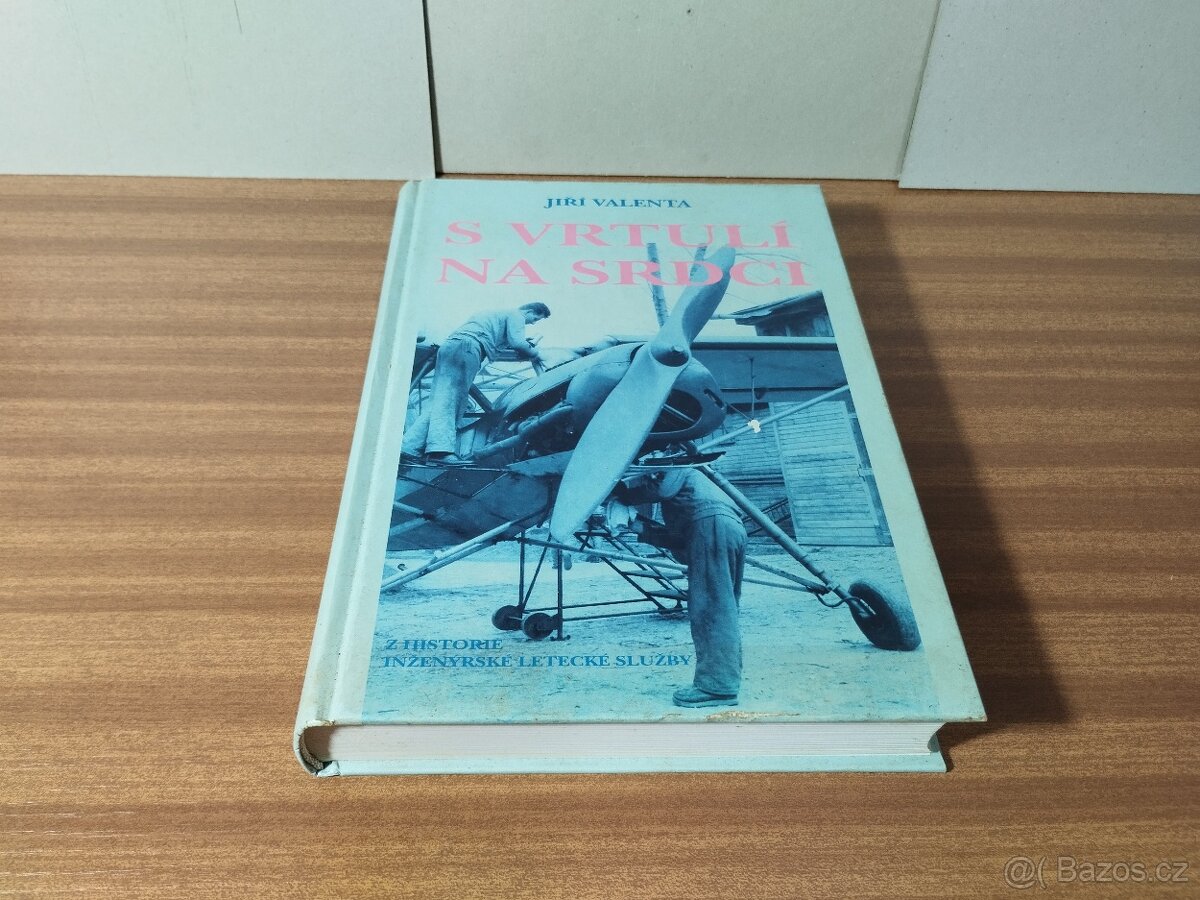 JIŘÍ VALENTA
S VRTULÍ
NA SRDCI
Z HISTORIE
INŽENÝRSKÉ LETECKÉ SLUŽBY
Bazos.cz